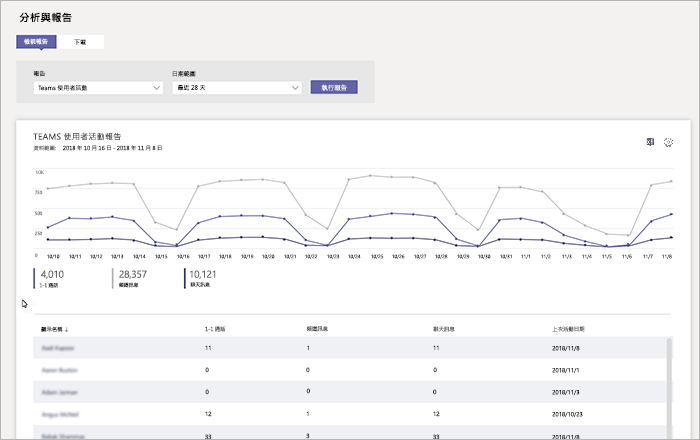 分析與報告
檢視報告 下載
報告 日期範圍
Teams 使用者活動 最近 28 天 執行報告
TEAMS 使用者活動報告
資料範圍: 2018 年 10 月 16 日 - 2018 年 11 月 8 日
10K
750
500
250
0
10/10 10/11 10/12 10/13 10/14 10/15 10/16 10/17 10/18 10/19 10/20 10/21 10/22 10/23 10/24 10/25 10/26 10/27 10/28 10/29 10/30 10/31 11/1 11/2 11/3 11/4 11/5 11/6 11/7 11/8
4,010 28,357 10,121
1-1 通話 頻道訊息 聊天訊息
顯示名稱 ↓ 1-1 通話 頻道訊息 聊天訊息 上次活動日期
11 1 11 2018/11/8
0 0 0 2018/11/1
0 0 0 2018/11/3
12 1 12 2018/10/23
33 3 33 2018/11/8